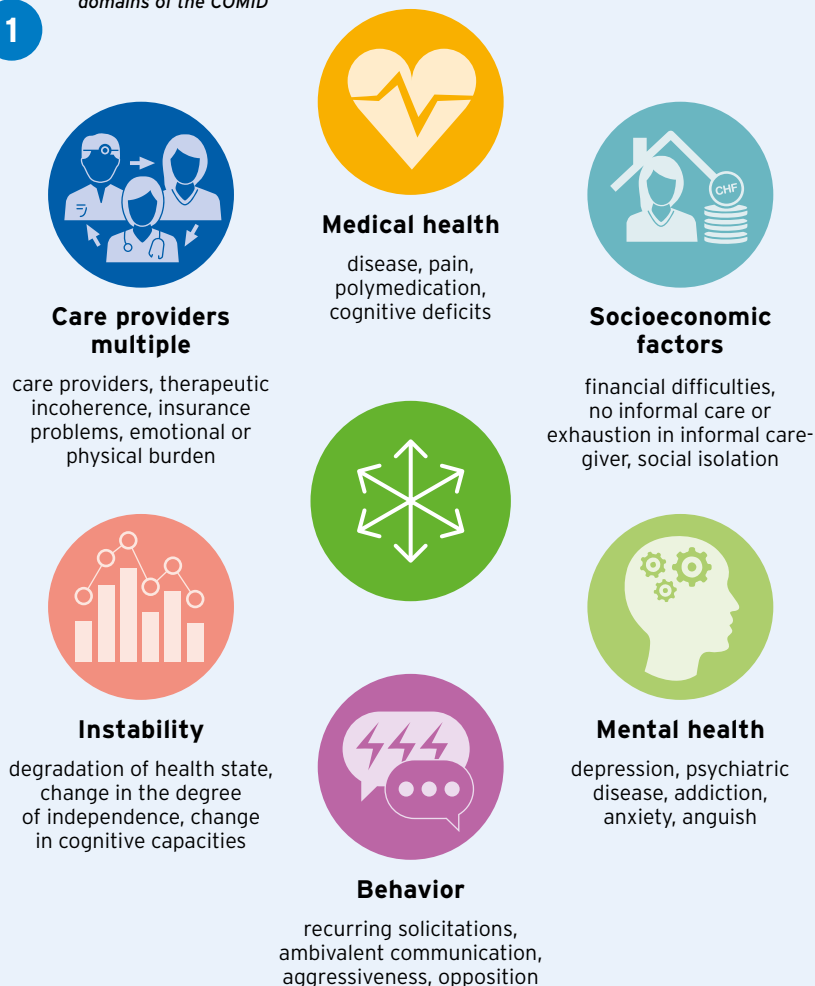 domains of the COMID
1
Medical health
disease, pain,
polymedication,
cognitive deficits
Care providers
multiple
care providers, therapeutic
incoherence, insurance
problems, emotional or
physical burden
CHF
Socioeconomic
factors
financial difficulties,
no informal care or
exhaustion in informal care-
giver, social isolation
Instability
degradation of health state,
change in the degree
of independence, change
in cognitive capacities
Mental health
depression, psychiatric
disease, addiction,
anxiety, anguish
Behavior
recurring solicitations,
ambivalent communication,
aggressiveness, opposition